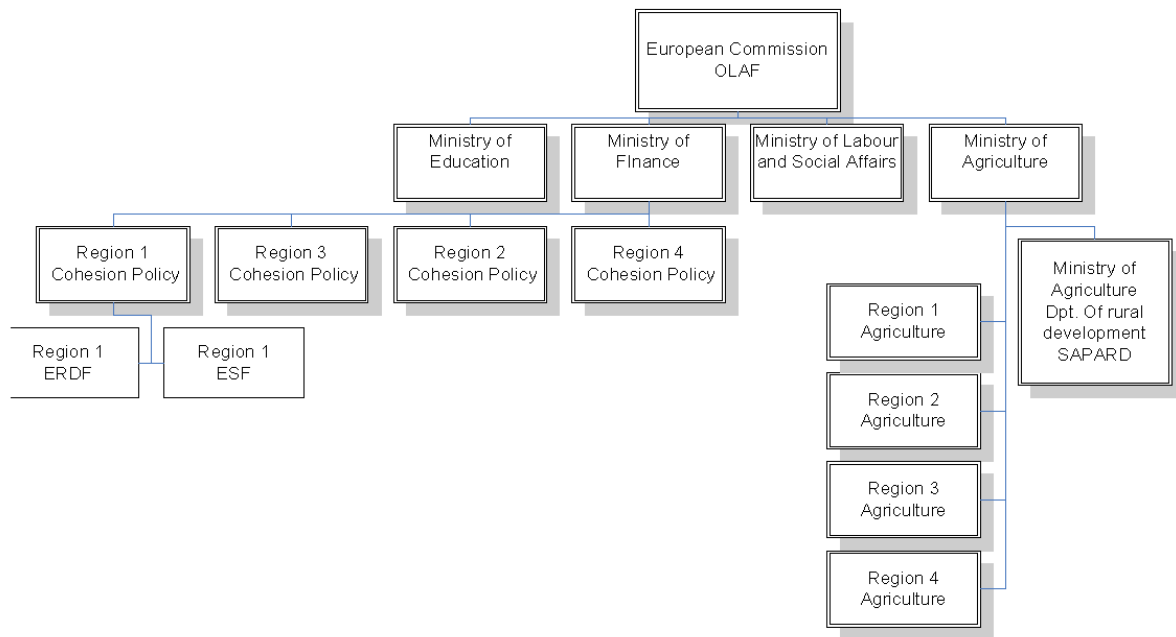 European Commission
OLAF
Ministry of
Education
Ministry of
FInance
Ministry of Labour
and Social Affairs
Ministry of
Agriculture
Region 1
Cohesion Policy
Region 3
Cohesion Policy
Region 2
Cohesion Policy
Region 4
Cohesion Policy
Ministry of
Agriculture
Dpt. Of rural
development
SAPARD
Region 1
ERDF
Region 1
ESF
Region 1
Agriculture
Region 2
Agriculture
Region 3
Agriculture
Region 4
Agriculture